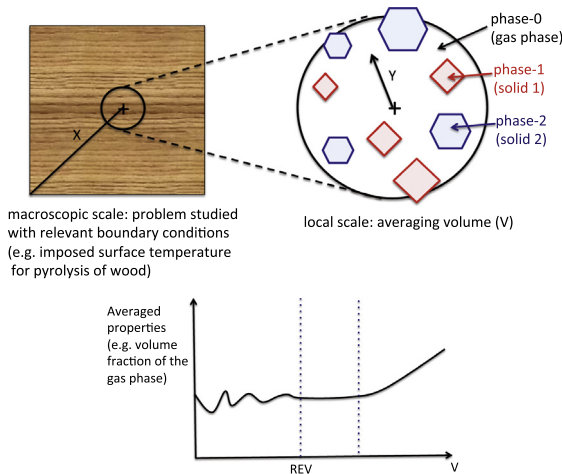 phase-0
(gas phase)
Y
phase-1
(solid 1)
X
phase-2
(solid 2)
macroscopic scale: problem studied
with relevant boundary conditions
(e.g. imposed surface temperature
for pyrolysis of wood)
local scale: averaging volume (V)
Averaged
properties
(e.g. volume
fraction of the
gas phase)
REV
V